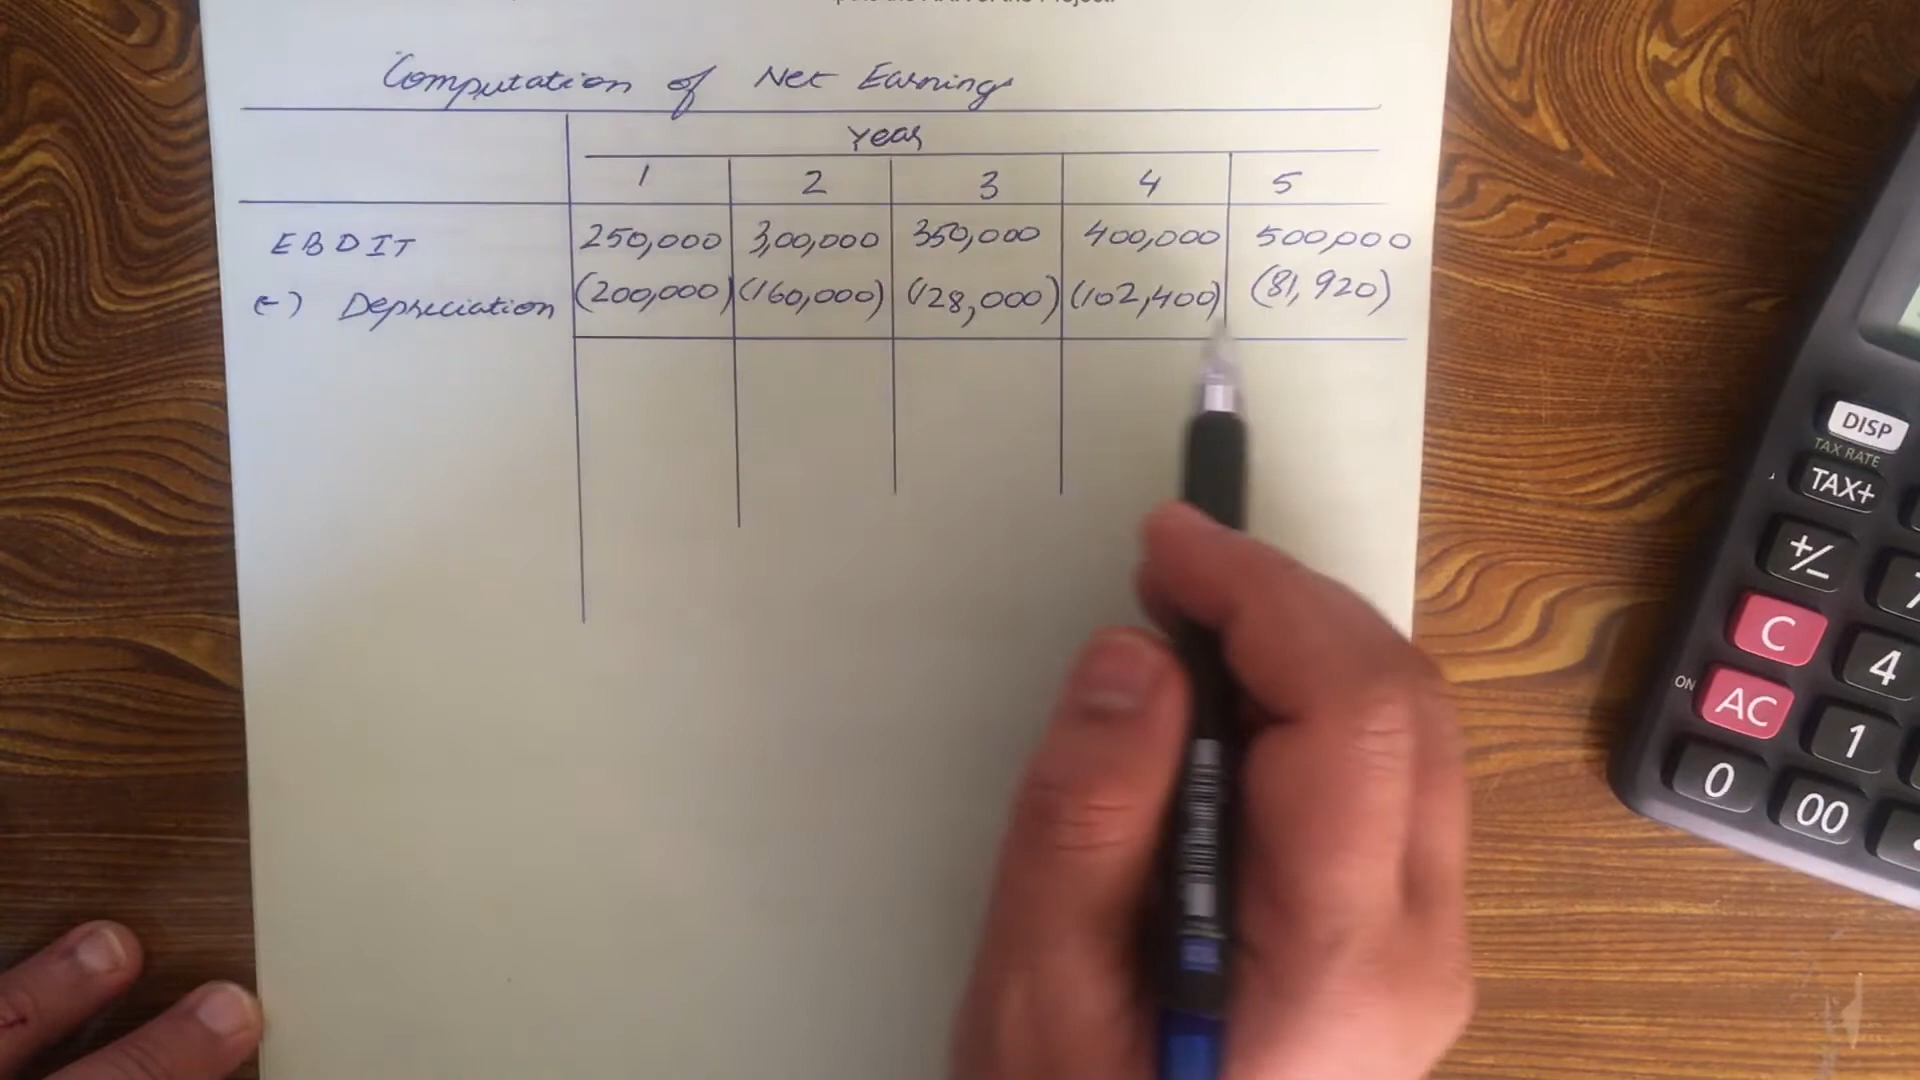 Computation of Net Earnings
Year
1 2 3 4 5
EBDIT 250,000 3,00,000 350,000 400,000 500,000
(-) Depreciation (200,000) (160,000) (128,000) (102,400) (81,920)
DISP
TAX RATE
TAX+
+/-
7
C
4
ON AC
1
0
00